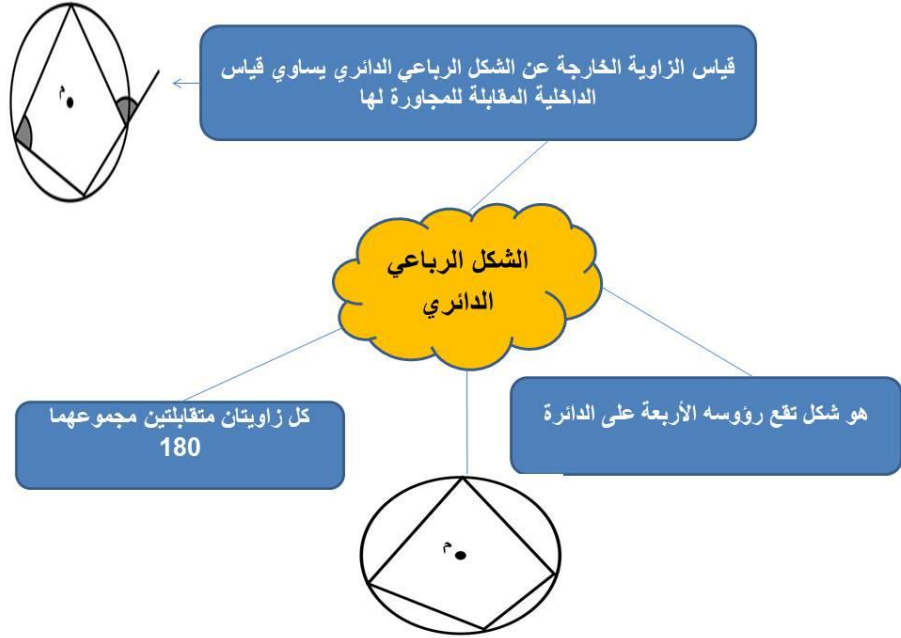 قياس الزاوية الخارجة عن الشكل الرباعي الدائري يساوي قياس
الداخلية المقابلة للمجاورة لها
م
الشكل الرباعي
الدائري
هو شكل تقع رؤوسه الأربعة على الدائرة
كل زاويتان متقابلتين مجموعهما
180
م